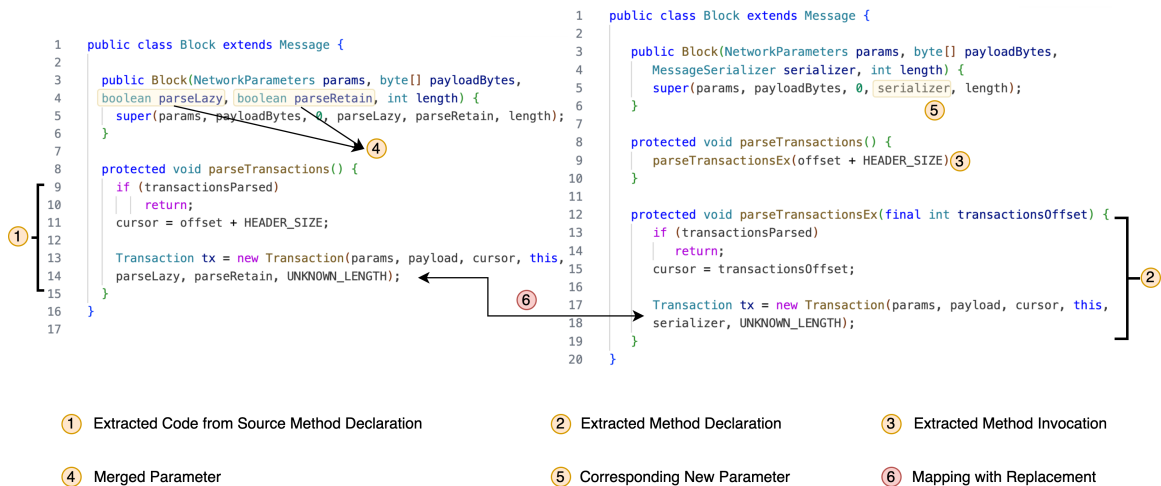 1 public class Block extends Message {
2
3 public Block(NetworkParameters params, byte[] payloadBytes,
4 boolean parseLazy, boolean parseRetain, int length) {
5 super(params, payloadBytes, 0, parseLazy, parseRetain, length);
6 }
4
7
8 protected void parseTransactions() {
9 if (transactionsParsed)
10 return;
11 cursor = offset + HEADER_SIZE;
1
12
13 Transaction tx = new Transaction(params, payload, cursor, this,
14 parseLazy, parseRetain, UNKNOWN_LENGTH);
15 }
16 }
17
6
1 public class Block extends Message {
2
3 public Block(NetworkParameters params, byte[] payloadBytes,
4 MessageSerializer serializer, int length) {
5 super(params, payloadBytes, 0, serializer, length);
6 }
5
7
8 protected void parseTransactions() {
9 parseTransactionsEx(offset + HEADER_SIZE)
3
10 }
11
12 protected void parseTransactionsEx(final int transactionsOffset) {
13 if (transactionsParsed)
14 return;
15 cursor = transactionsOffset;
2
16
17 Transaction tx = new Transaction(params, payload, cursor, this,
18 serializer, UNKNOWN_LENGTH);
19 }
20 }
1 Extracted Code from Source Method Declaration
2 Extracted Method Declaration
3 Extracted Method Invocation
4 Merged Parameter
5 Corresponding New Parameter
6 Mapping with Replacement